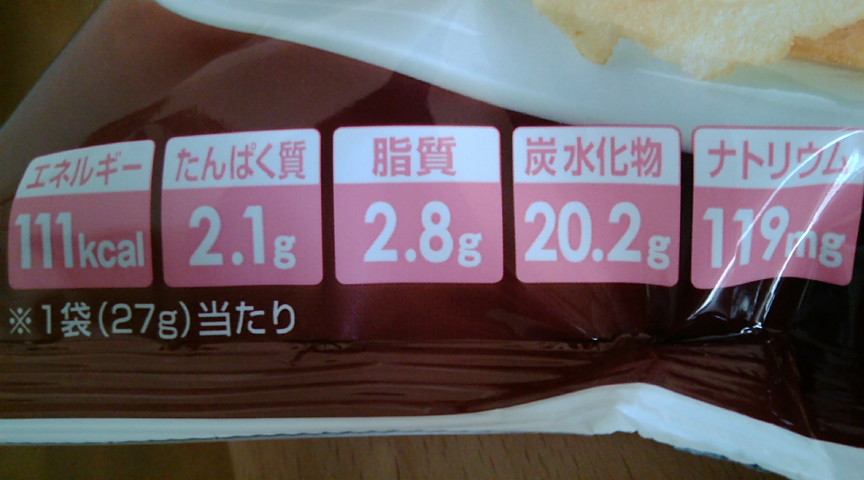 エネルギー たんぱく質 脂質 炭水化物 ナトリウム
111kcal 2.1g 2.8g 20.2g 119mg
※1袋(27g)当たり